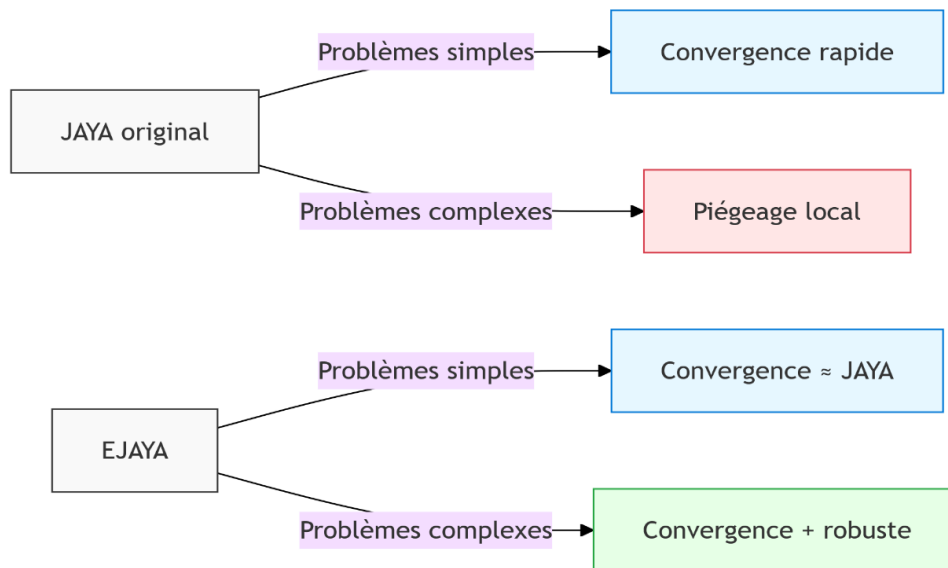 Problèmes simples
Convergence rapide
JAYA original
Problèmes complexes
Piégeage local
Problèmes simples
Convergence ≈ JAYA
EJAYA
Problèmes complexes
Convergence + robuste